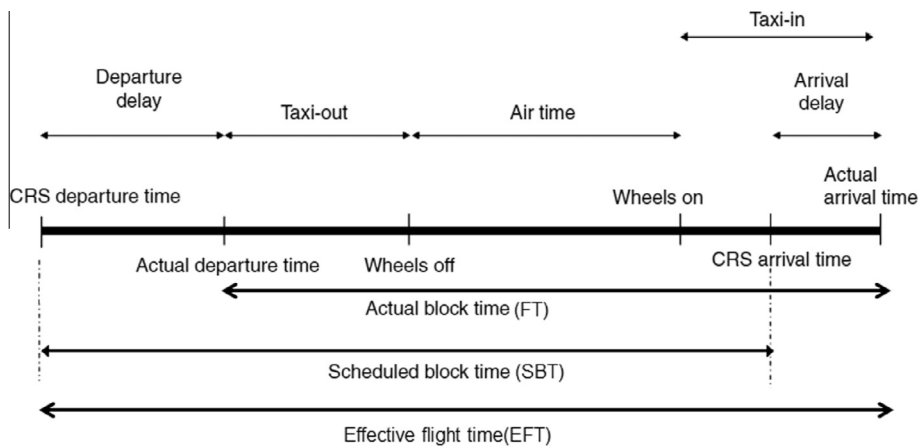 Taxi-in
Departure
delay
Taxi-out
Air time
Arrival
delay
CRS departure time
Wheels on
Actual
arrival time
Actual departure time
Wheels off
CRS arrival time
Actual block time (FT)
Scheduled block time (SBT)
Effective flight time(EFT)